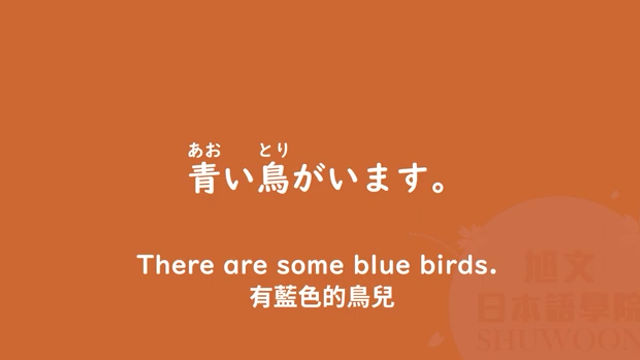 あお とり
青い鳥がいます。
There are some blue birds.
有藍色的鳥兒
旭文
日本語學院
SHUWOON